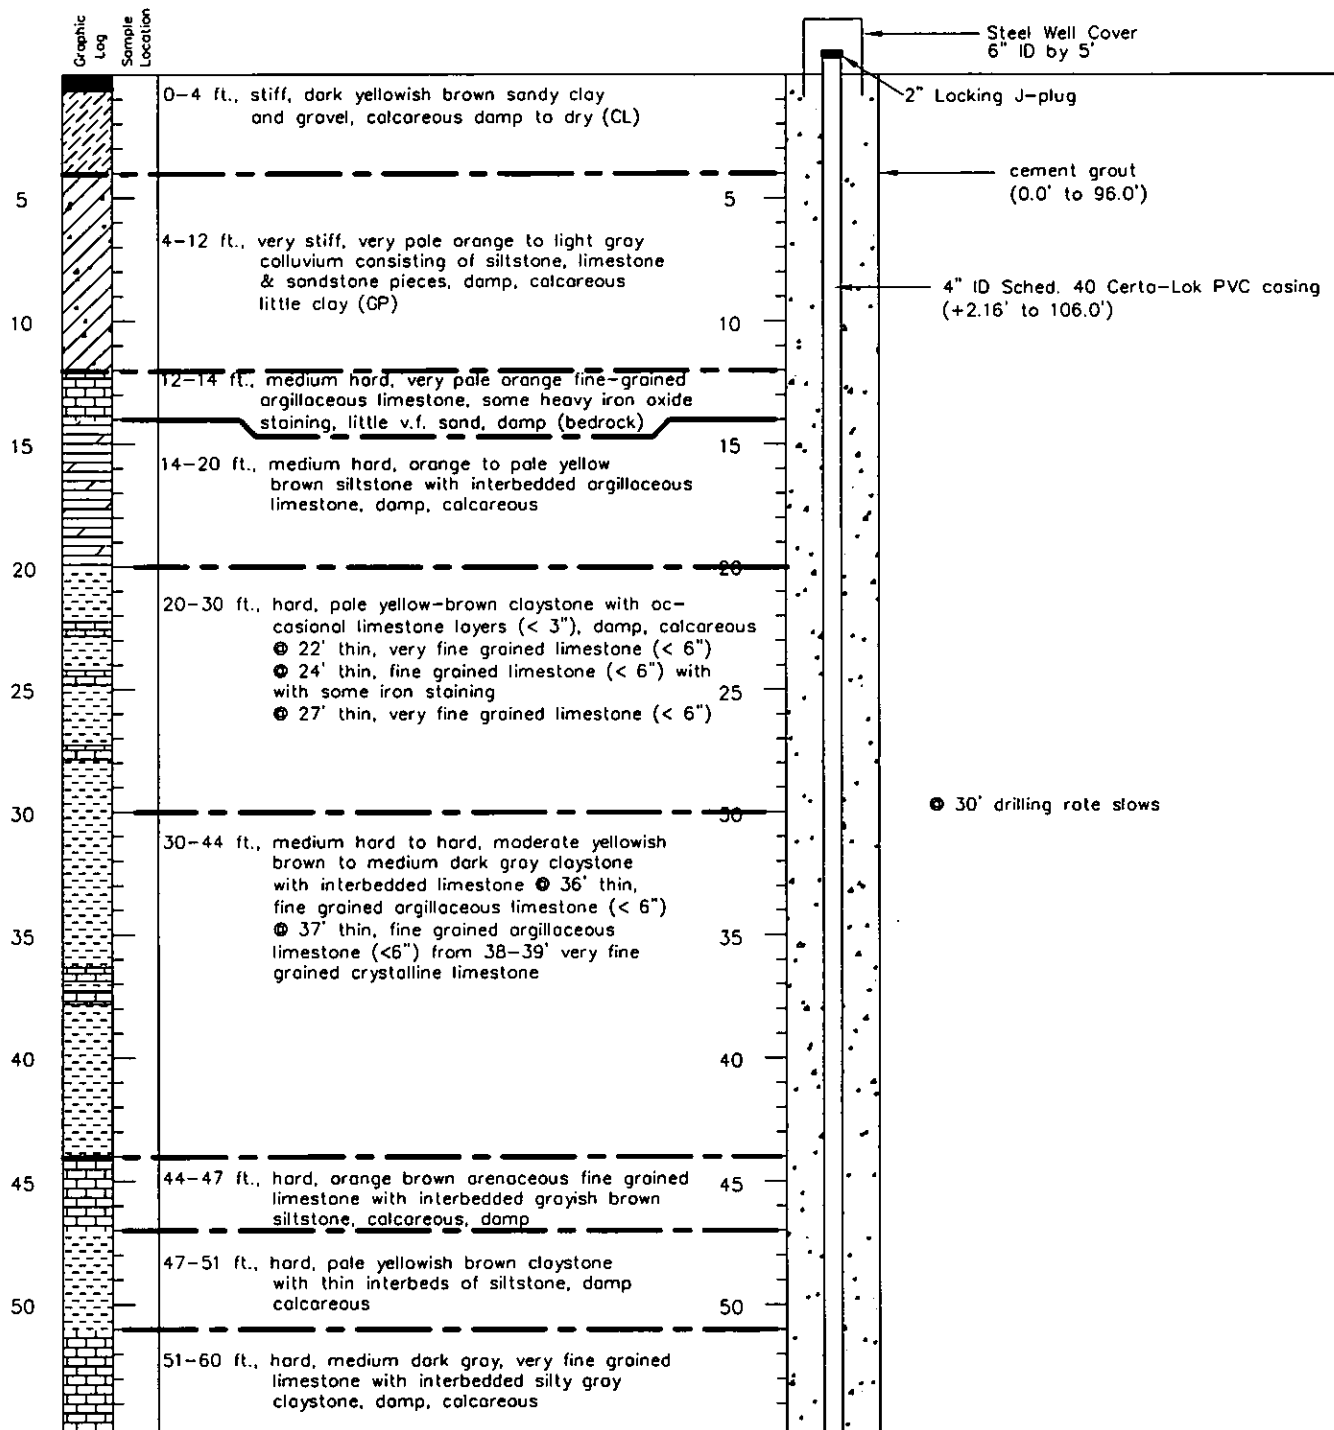 Graphic
Log
Sample
Location
Steel Well Cover
6" ID by 5'
2" Locking J-plug
0-4 ft., stiff, dark yellowish brown sandy clay
and gravel, calcareous damp to dry (CL)
cement grout
(0.0' to 96.0')
5
5
4-12 ft., very stiff, very pale orange to light gray
colluvium consisting of siltstone, limestone
& sandstone pieces, damp, calcareous
little clay (GP)
4" ID Sched. 40 Certa-Lok PVC casing
(+2.16' to 106.0')
10
10
12-14 ft., medium hard, very pale orange fine-grained
argillaceous limestone, some heavy iron oxide
staining, little v.f. sand, damp (bedrock)
15
15
14-20 ft., medium hard, orange to pale yellow
brown siltstone with interbedded argillaceous
limestone, damp, calcareous
20
20
20-30 ft., hard, pale yellow-brown claystone with oc-
casional limestone layers (< 3"), damp, calcareous
@ 22' thin, very fine grained limestone (< 6")
@ 24' thin, fine grained limestone (< 6") with
with some iron staining
@ 27' thin, very fine grained limestone (< 6")
25
25
30
30
@ 30' drilling rate slows
30-44 ft., medium hard to hard, moderate yellowish
brown to medium dark gray claystone
with interbedded limestone @ 36' thin,
fine grained argillaceous limestone (< 6")
@ 37' thin, fine grained argillaceous
limestone (<6") from 38-39' very fine
grained crystalline limestone
35
35
40
40
44-47 ft., hard, orange brown arenaceous fine grained
limestone with interbedded grayish brown
siltstone, calcareous, damp
45
45
47-51 ft., hard, pale yellowish brown claystone
with thin interbeds of siltstone, damp
calcareous
50
50
51-60 ft., hard, medium dark gray, very fine grained
limestone with interbedded silty gray
claystone, damp, calcareous